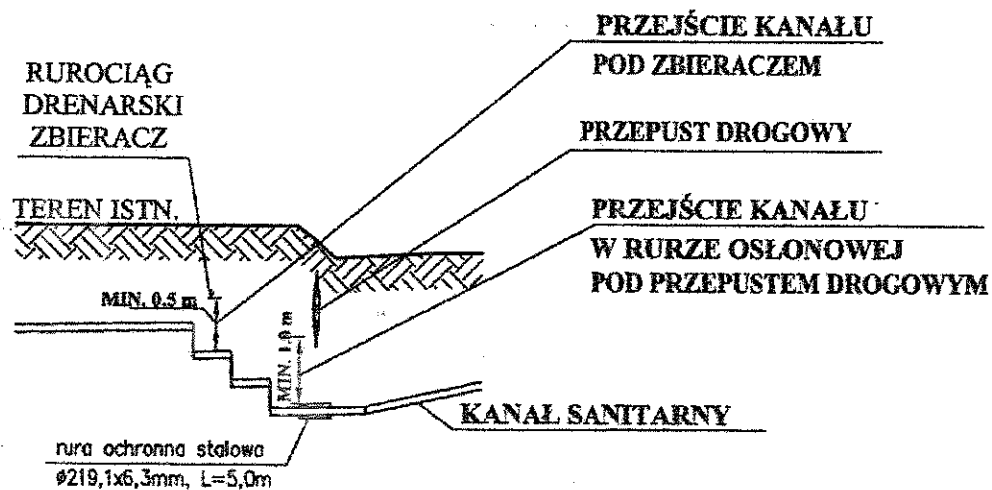 PRZEJŚCIE KANAŁU
POD ZBIERACZEM
RUROCIĄG
DRENARSKI
ZBIERACZ
PRZEPUST DROGOWY
TEREN ISTN.
PRZEJŚCIE KANAŁU
W RURZE OSŁONOWEJ
POD PRZEPUSTEM DROGOWYM
MIN. 0.5 m
MIN. 1.0 m
KANAŁ SANITARNY
rura ochronna stalowa
ø219,1x6,3mm, L=5,0m